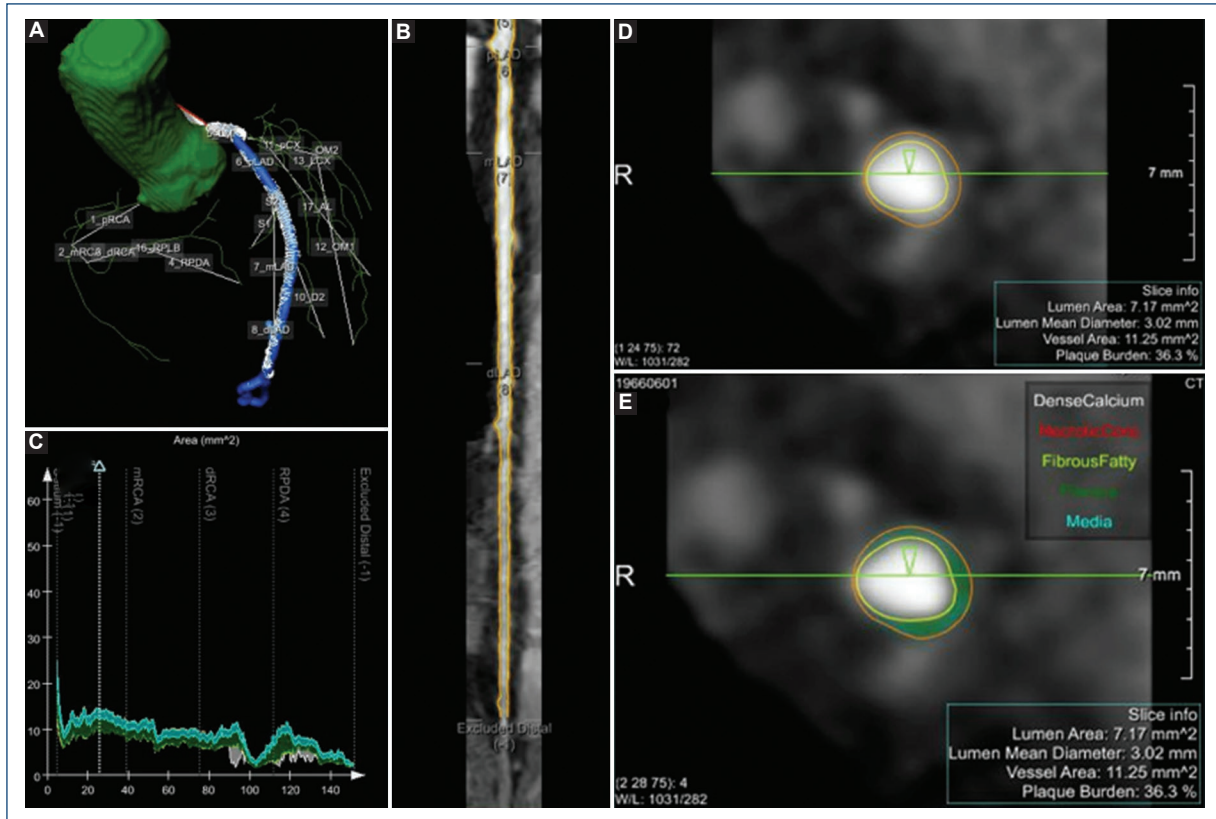 A
11_pCX
OM2
6_pLAD
13_LCX
S2
17_AL
1_pRCA
S1
2_mRCA
3_dRCA
16_RPLB
12_OM1
4_RPDA
7_mLAD
10_D2
8_dLAD
B
(5)
pLAD
6
mLAD
(7)
dLAD
(8)
Excluded Distal
C
Area (mm^2)
mRCA (2)
dRCA (3)
RPDA (4)
Excluded Distal (-1)
60
50
40
30
20
10
0
0 20 40 60 80 100 120 140
D
R
7 mm
Slice info
Lumen Area: 7.17 mm^2
Lumen Mean Diameter: 3.02 mm
Vessel Area: 11.25 mm^2
Plaque Burden: 36.3 %
(1 24 75): 72
W/L: 1031/282
19660601
CT
E
DenseCalcium
NecroticCore
FibrousFatty
Fibrous
Media
R
7 mm
Slice info
Lumen Area: 7.17 mm^2
Lumen Mean Diameter: 3.02 mm
Vessel Area: 11.25 mm^2
Plaque Burden: 36.3 %
(2 28 75): 4
W/L: 1031/282